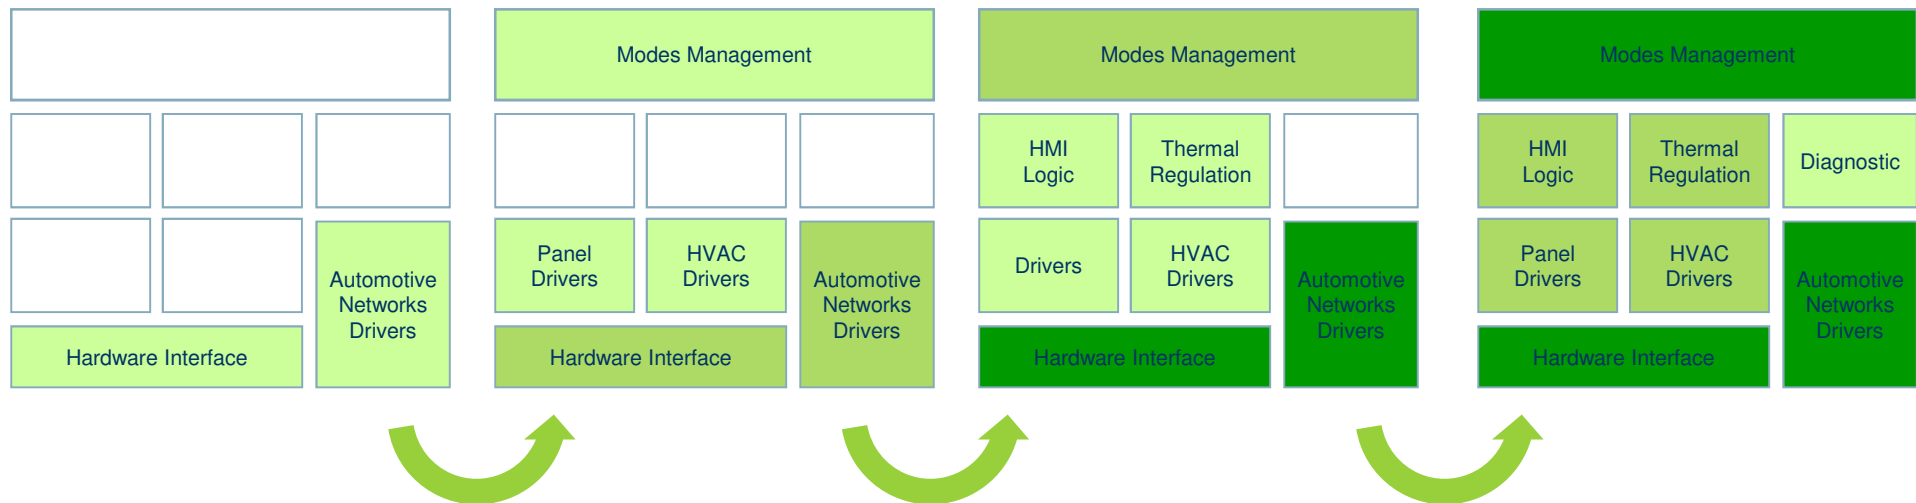 Automotive
Networks
Drivers
Hardware Interface
Modes Management
Panel
Drivers
HVAC
Drivers
Automotive
Networks
Drivers
Hardware Interface
Modes Management
HMI
Logic
Thermal
Regulation
Drivers
HVAC
Drivers
Automotive
Networks
Drivers
Hardware Interface
Modes Management
HMI
Logic
Thermal
Regulation
Diagnostic
Panel
Drivers
HVAC
Drivers
Automotive
Networks
Drivers
Hardware Interface